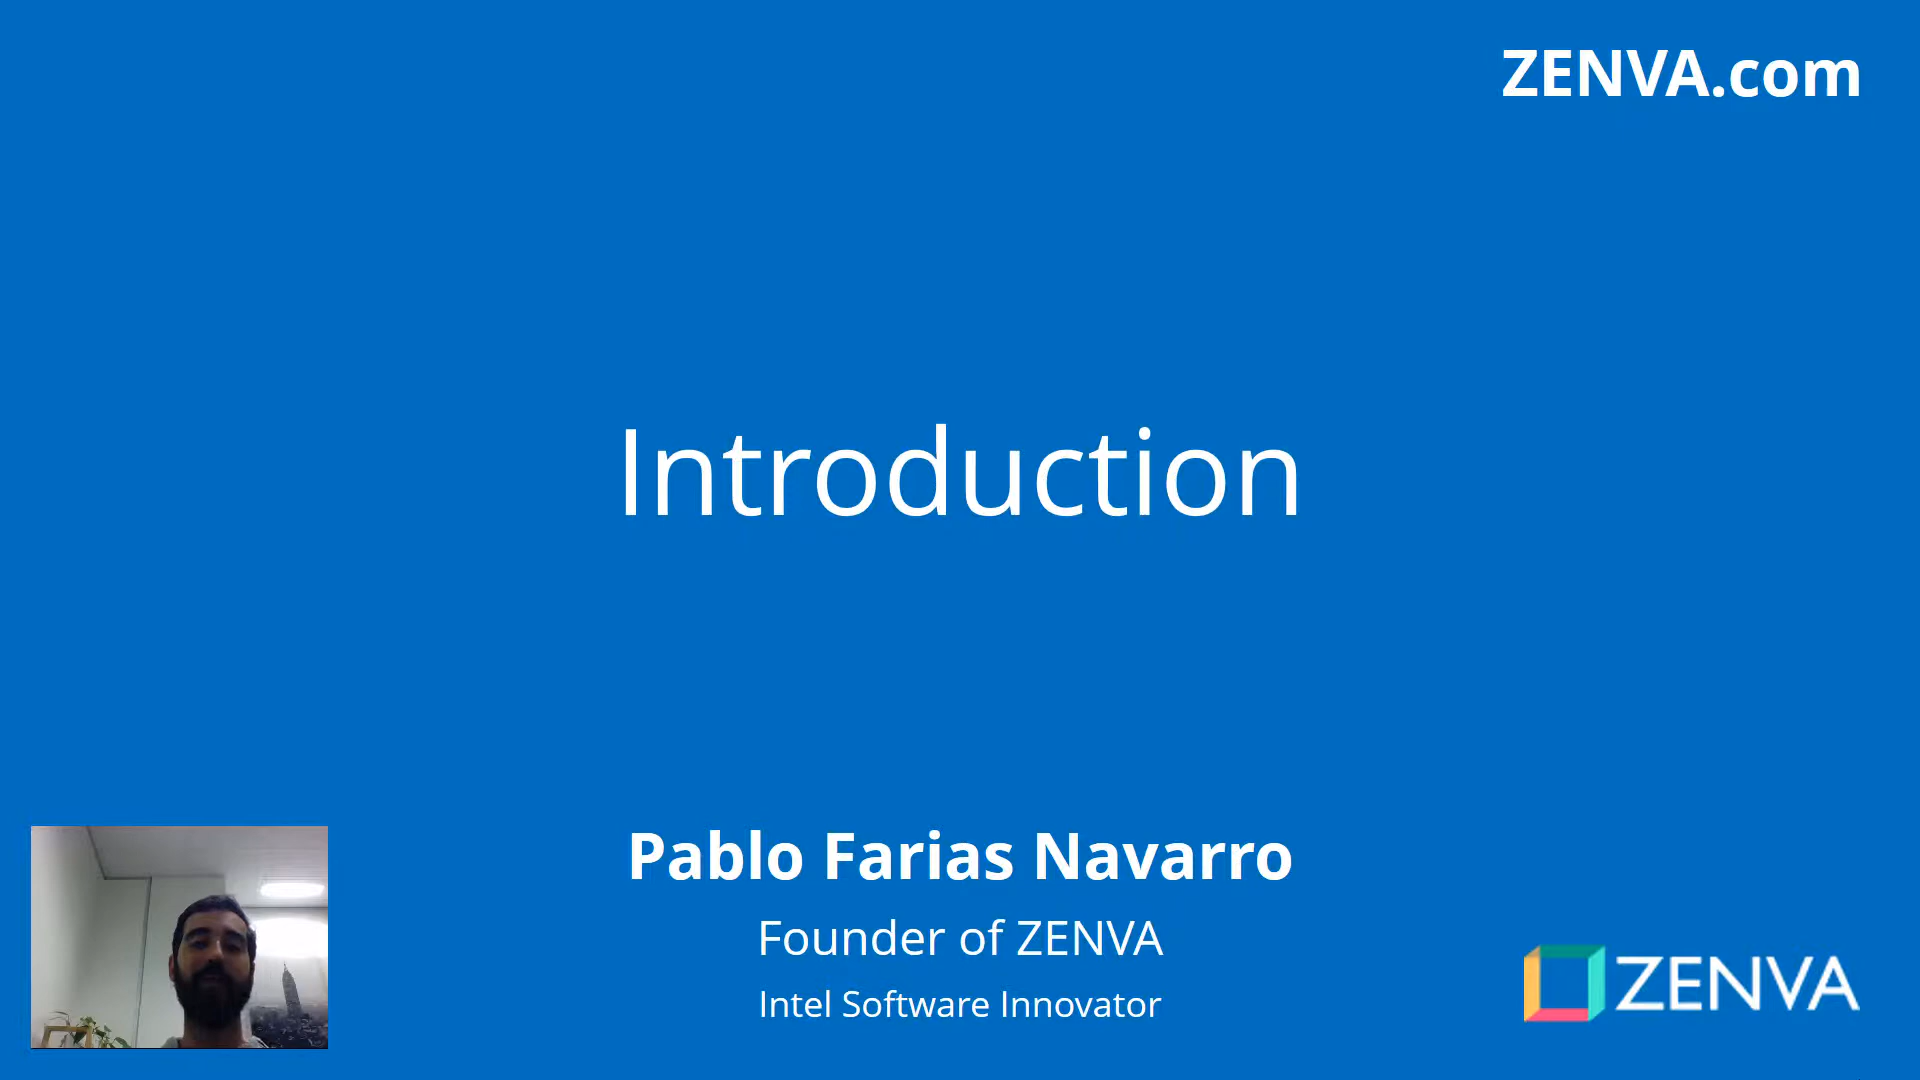 ZENVA.com
Introduction
Pablo Farias Navarro
Founder of ZENVA
Intel Software Innovator
ZENVA